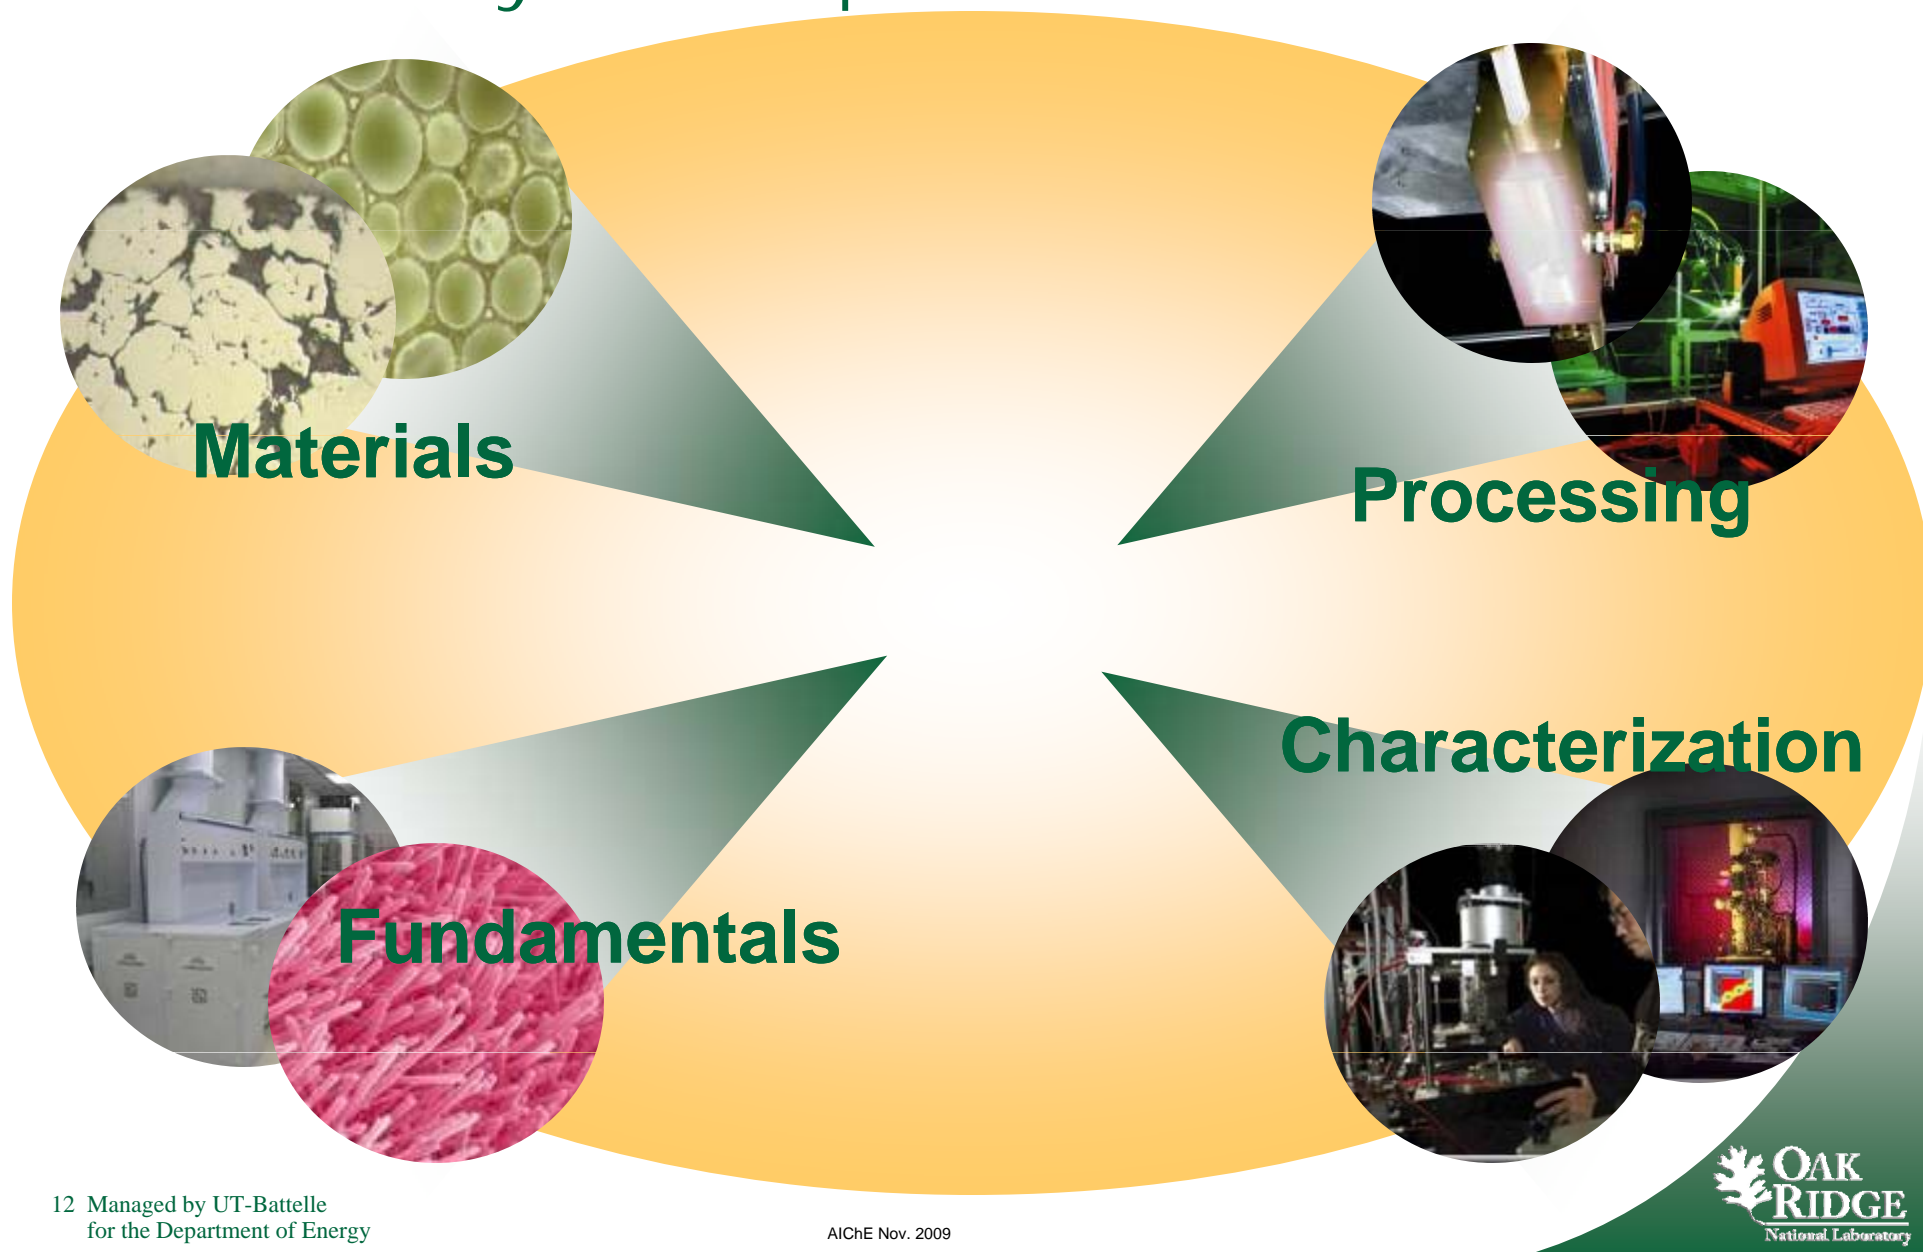 Materials
Processing
Characterization
Fundamentals
12 Managed by UT-Battelle
for the Department of Energy
AIChE Nov. 2009
OAK
RIDGE
National Laboratory